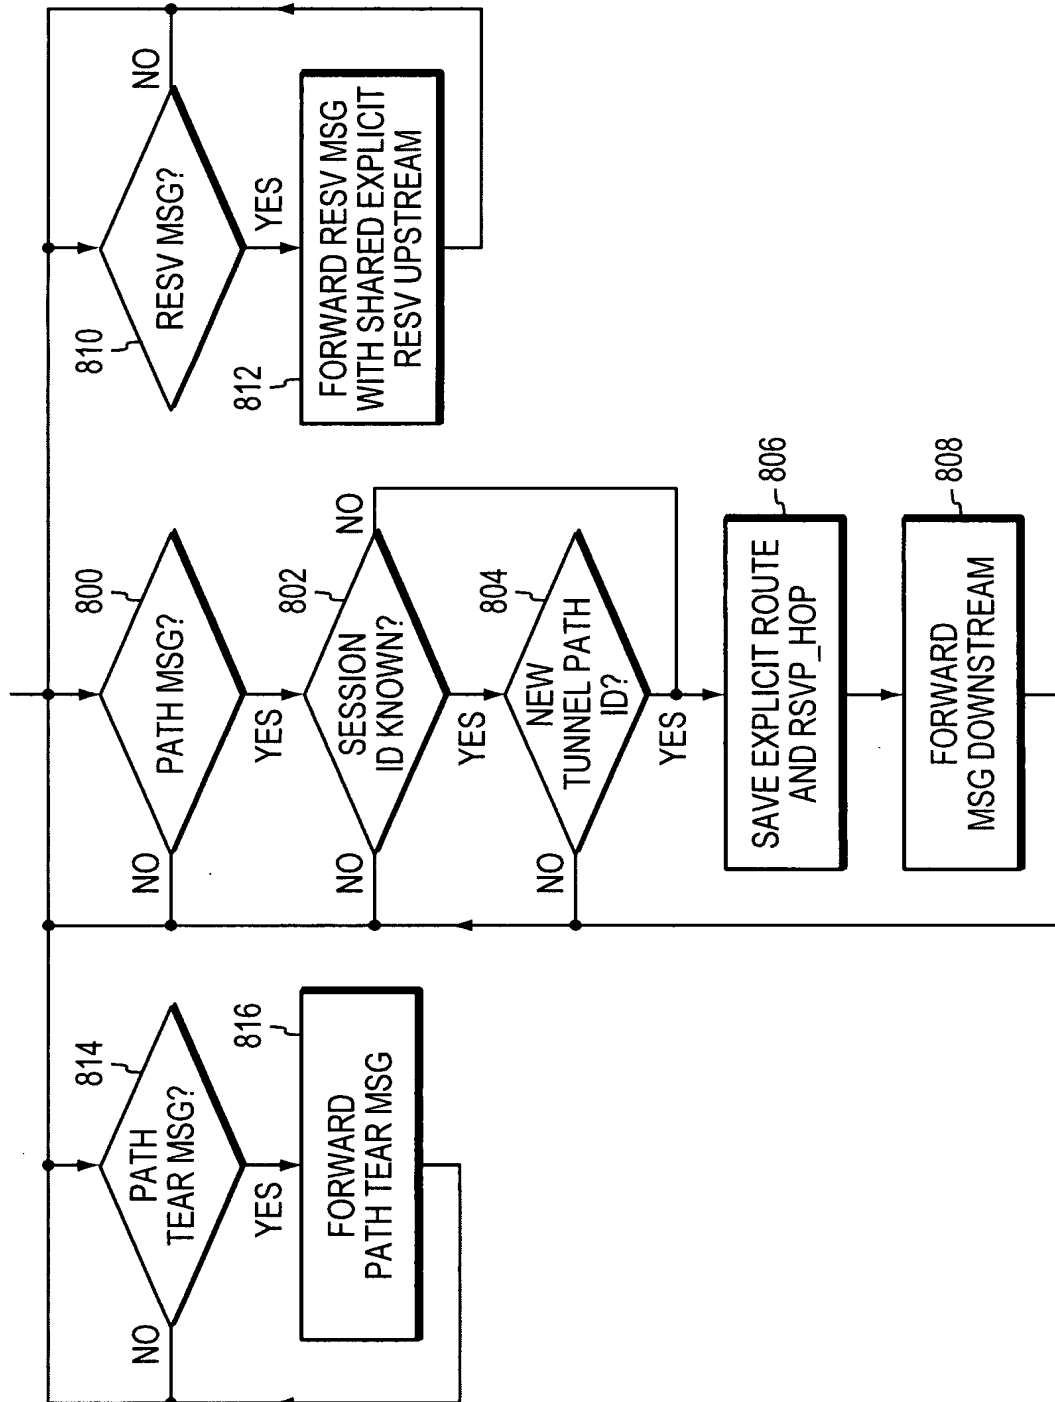 PATH
TEAR MSG?
814
NO
YES
FORWARD
PATH TEAR MSG
816
PATH MSG?
800
NO
YES
SESSION
ID KNOWN?
802
NO
NO
YES
NEW
TUNNEL PATH
ID?
804
NO
YES
SAVE EXPLICIT ROUTE
AND RSVP_HOP
806
FORWARD
MSG DOWNSTREAM
808
RESV MSG?
810
NO
YES
FORWARD RESV MSG
WITH SHARED EXPLICIT
RESV UPSTREAM
812